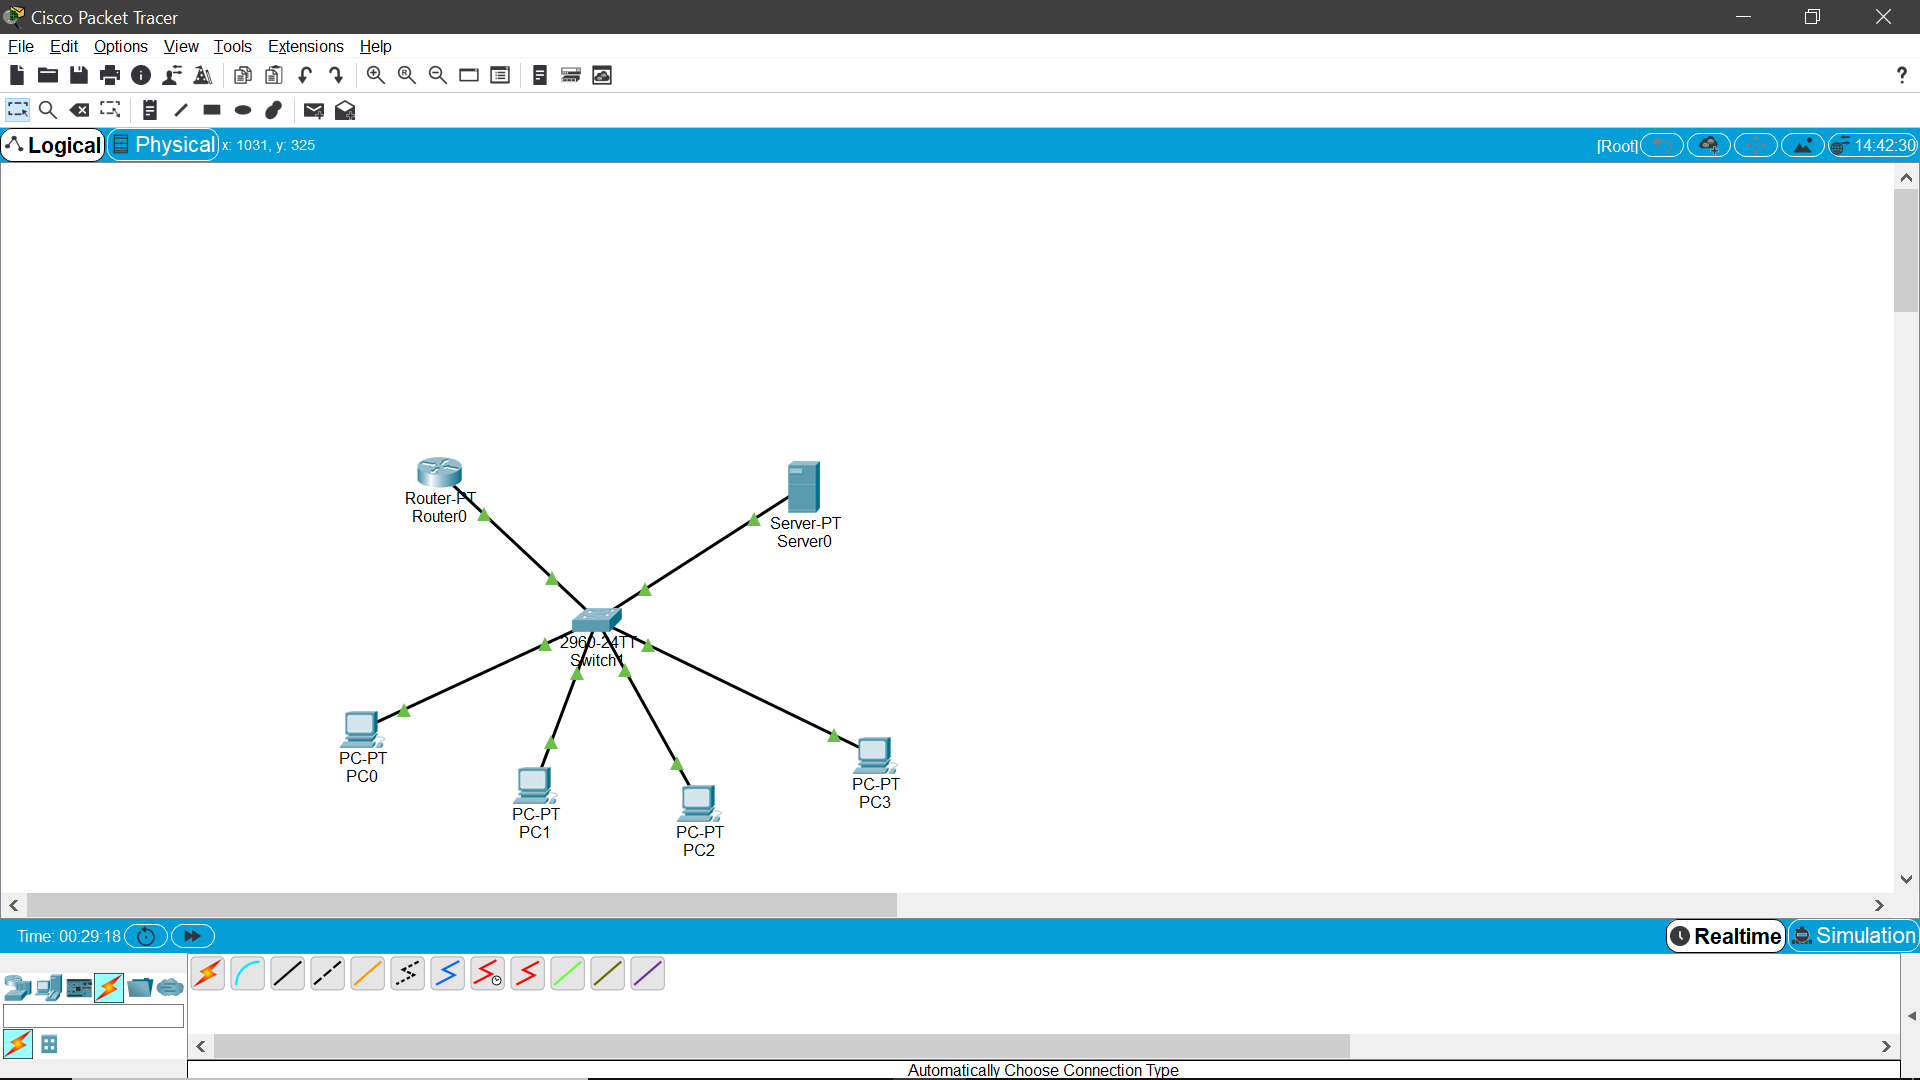 Cisco Packet Tracer
File Edit Options View Tools Extensions Help
?
Logical Physical x: 1031, y: 325 [Root] 14:42:30
Router-PT
Router0
Server-PT
Server0
2960-24TT
Switch1
PC-PT
PC0
PC-PT
PC1
PC-PT
PC2
PC-PT
PC3
Time: 00:29:18 Realtime Simulation
Automatically Choose Connection Type